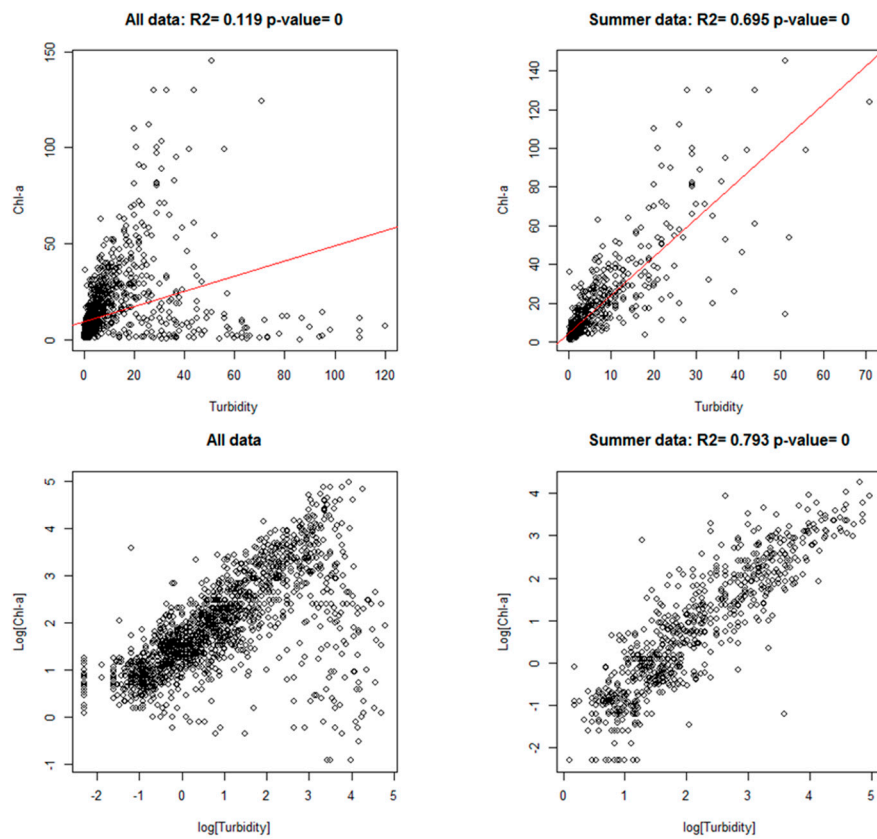 All data: R2= 0.119 p-value= 0
Chl-a
150
100
50
0
0 20 40 60 80 100 120
Turbidity
Summer data: R2= 0.695 p-value= 0
Chl-a
140
120
100
80
60
40
20
0
0 10 20 30 40 50 60 70
Turbidity
All data
Log[Chl-a]
5
4
3
2
1
0
-1
-2 -1 0 1 2 3 4 5
log[Turbidity]
Summer data: R2= 0.793 p-value= 0
Log[Chl-a]
4
3
2
1
0
-1
-2
0 1 2 3 4 5
log[Turbidity]